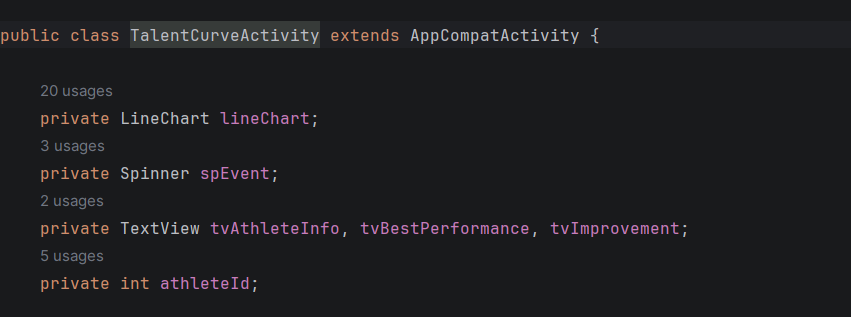 public class TalentCurveActivity extends AppCompatActivity {
20 usages
private LineChart lineChart;
3 usages
private Spinner spEvent;
2 usages
private TextView tvAthleteInfo, tvBestPerformance, tvImprovement;
5 usages
private int athleteId;